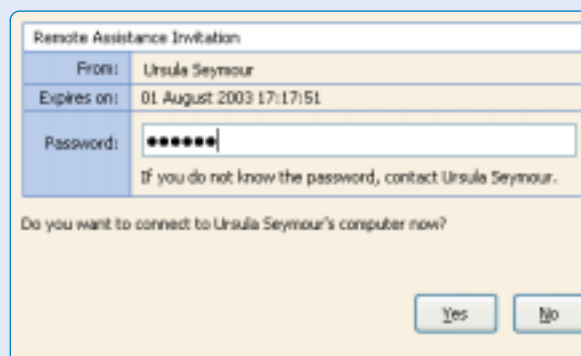 Remote Assistance Invitation
From: Ursula Seymour
Expires on: 01 August 2003 17:17:51
Password: ●●●●●●
If you do not know the password, contact Ursula Seymour.
Do you want to connect to Ursula Seymour's computer now?
Yes No